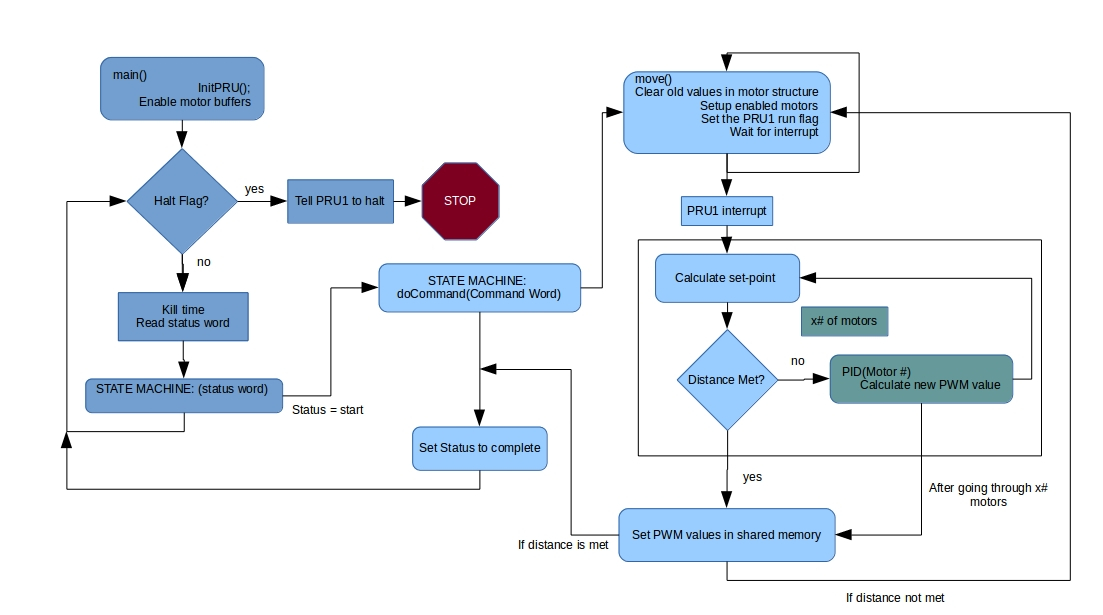 main()
InitPRU();
Enable motor buffers
Halt Flag?
yes
Tell PRU1 to halt
STOP
no
Kill time
Read status word
STATE MACHINE: (status word)
Status = start
STATE MACHINE:
doCommand(Command Word)
Set Status to complete
move()
Clear old values in motor structure
Setup enabled motors
Set the PRU1 run flag
Wait for interrupt
PRU1 interrupt
Calculate set-point
x# of motors
Distance Met?
no
PID(Motor #)
Calculate new PWM value
yes
After going through x#
motors
Set PWM values in shared memory
If distance is met
If distance not met